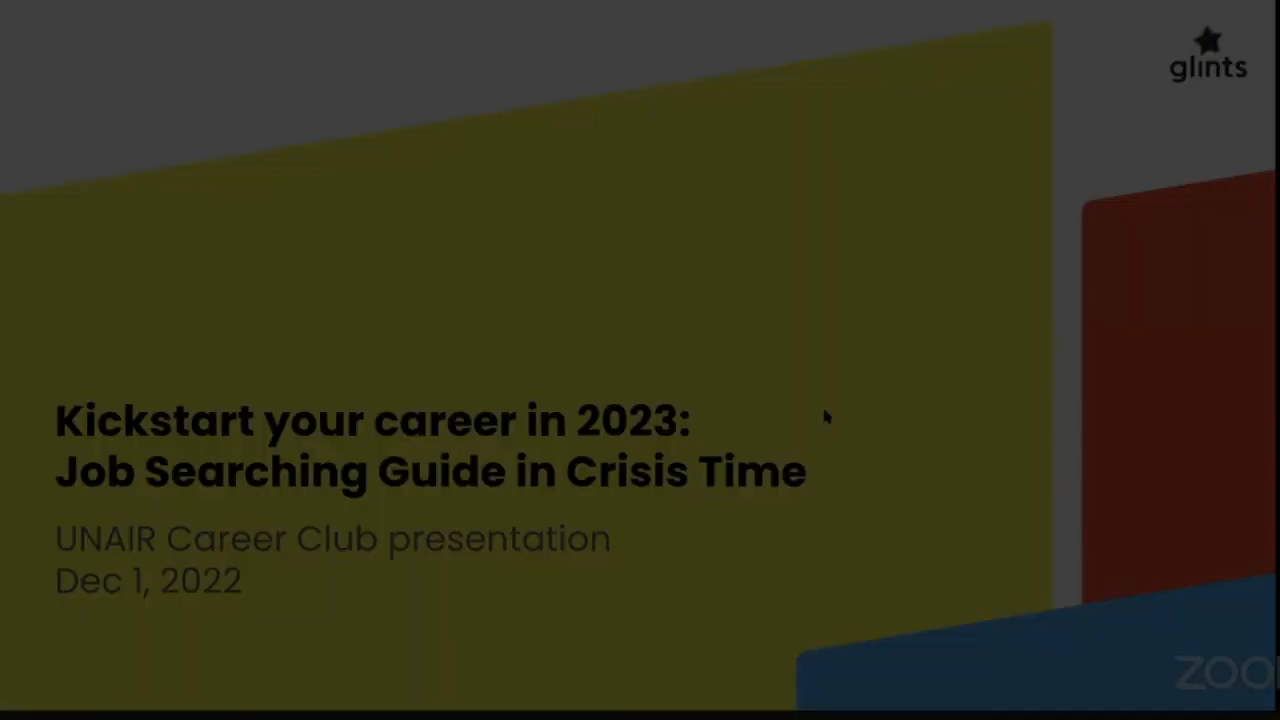 glints
Kickstart your career in 2023:
Job Searching Guide in Crisis Time
UNAIR Career Club presentation
Dec 1, 2022